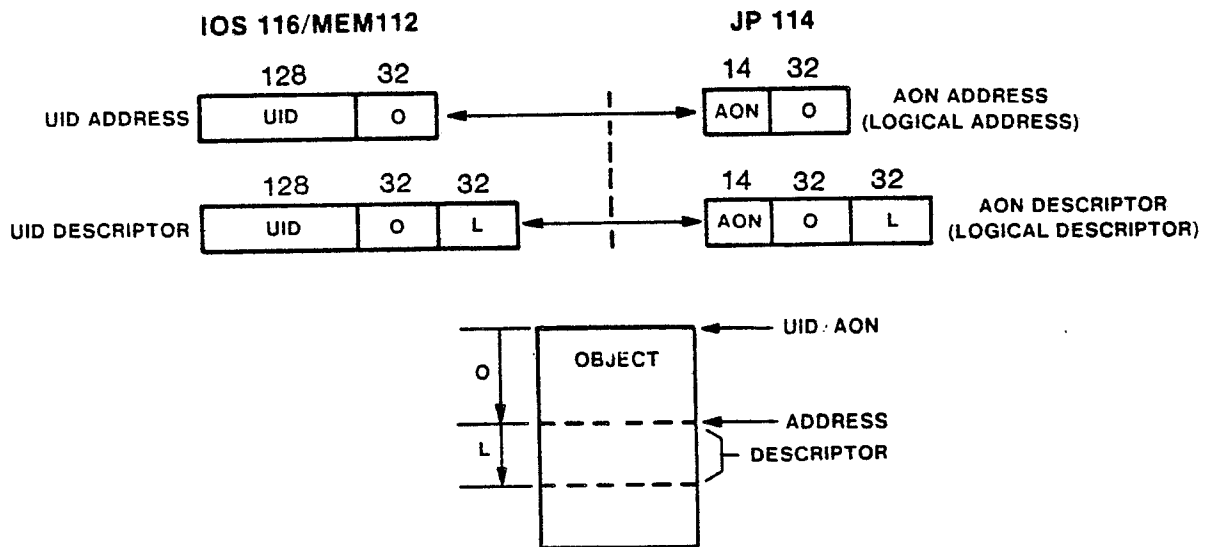 IOS 116/MEM112 JP 114
128 32 14 32
UID ADDRESS UID O AON O AON ADDRESS
(LOGICAL ADDRESS)
128 32 32 14 32 32
UID DESCRIPTOR UID O L AON O L AON DESCRIPTOR
(LOGICAL DESCRIPTOR)
UID AON
OBJECT
O
ADDRESS
L
DESCRIPTOR